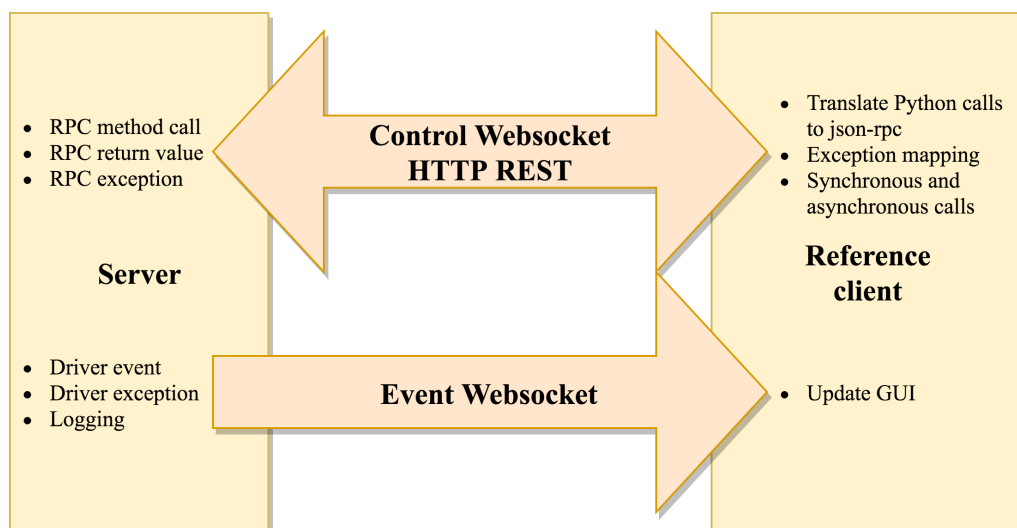 • RPC method call
• RPC return value
• RPC exception
Server
• Driver event
• Driver exception
• Logging
Control Websocket
HTTP REST
Event Websocket
• Translate Python calls
to json-rpc
• Exception mapping
• Synchronous and
asynchronous calls
Reference
client
• Update GUI